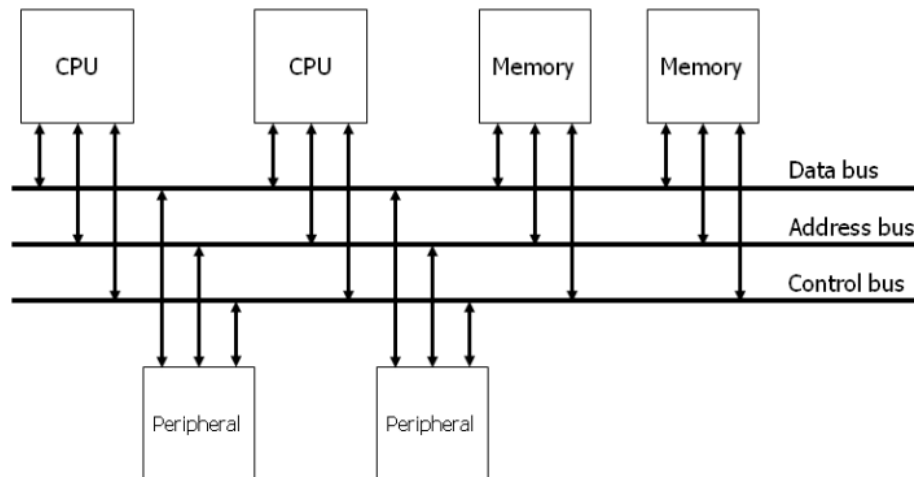 CPU
CPU
Memory
Memory
Data bus
Address bus
Control bus
Peripheral
Peripheral